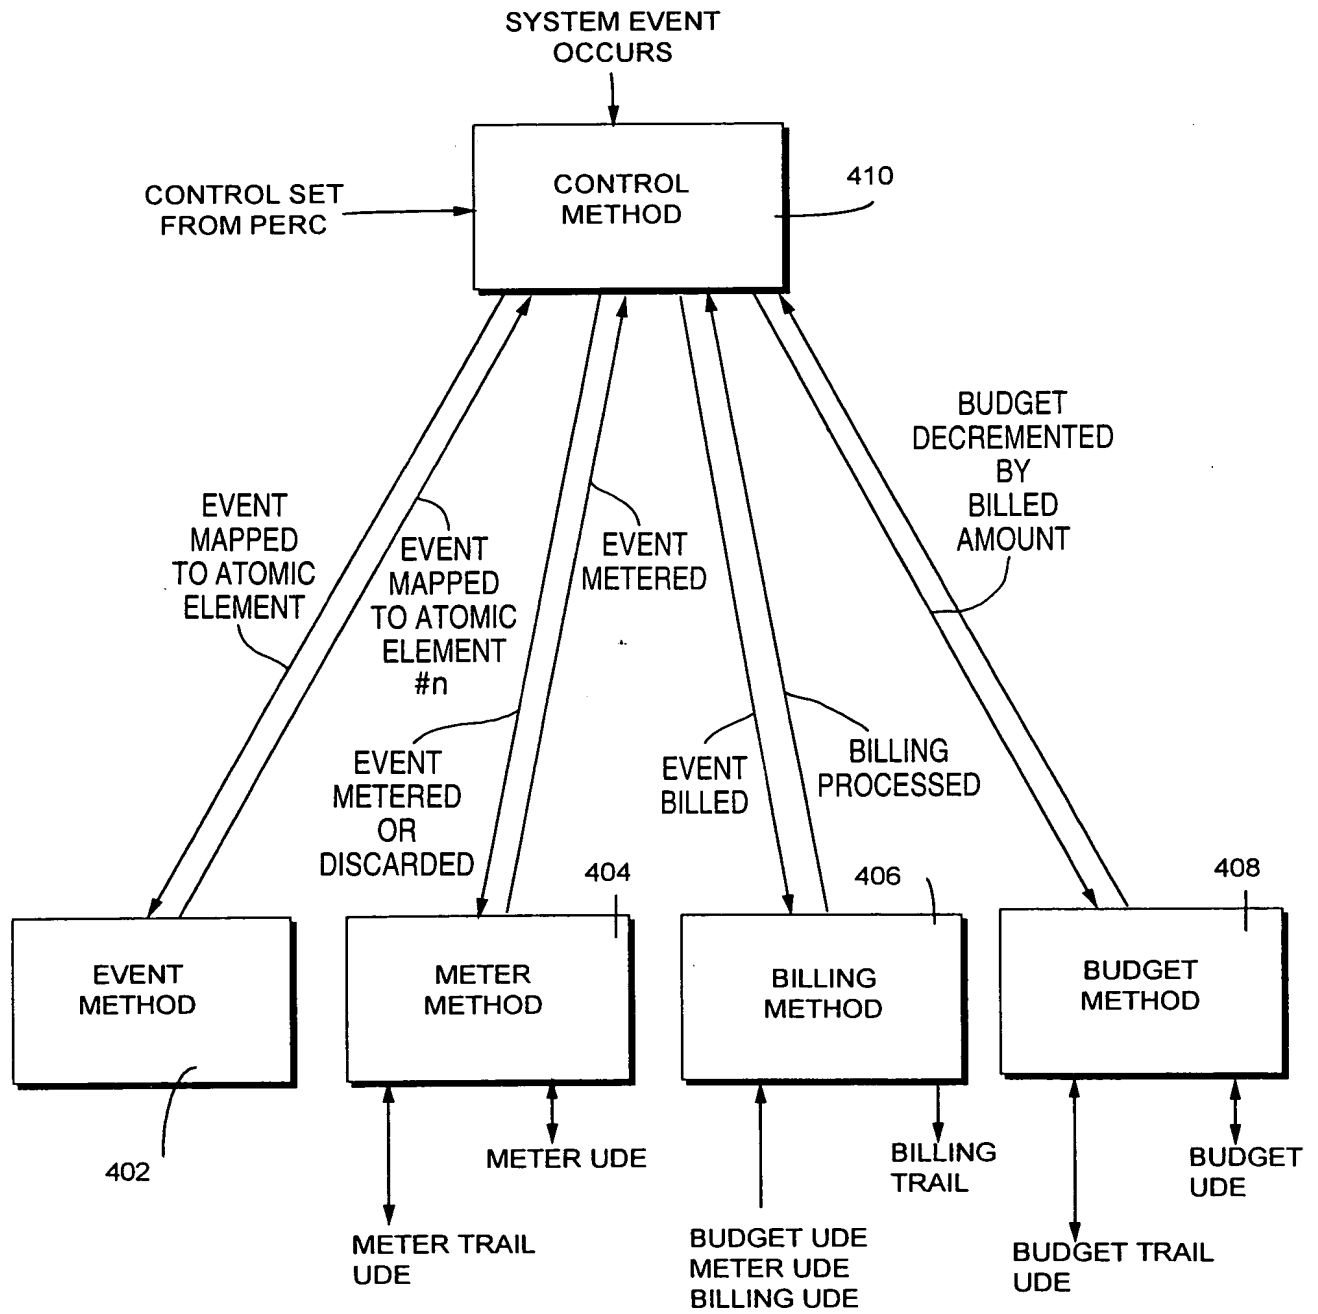 SYSTEM EVENT
OCCURS
CONTROL
METHOD
410
CONTROL SET
FROM PERC
BUDGET
DECREMENTED
BY
BILLED
AMOUNT
EVENT
MAPPED
TO ATOMIC
ELEMENT
EVENT
MAPPED
TO ATOMIC
ELEMENT
#n
EVENT
METERED
EVENT
METERED
OR
DISCARDED
EVENT
BILLED
BILLING
PROCESSED
404
406
408
EVENT
METHOD
METER
METHOD
BILLING
METHOD
BUDGET
METHOD
402
METER UDE
METER TRAIL
UDE
BUDGET UDE
METER UDE
BILLING UDE
BILLING
TRAIL
BUDGET TRAIL
UDE
BUDGET
UDE